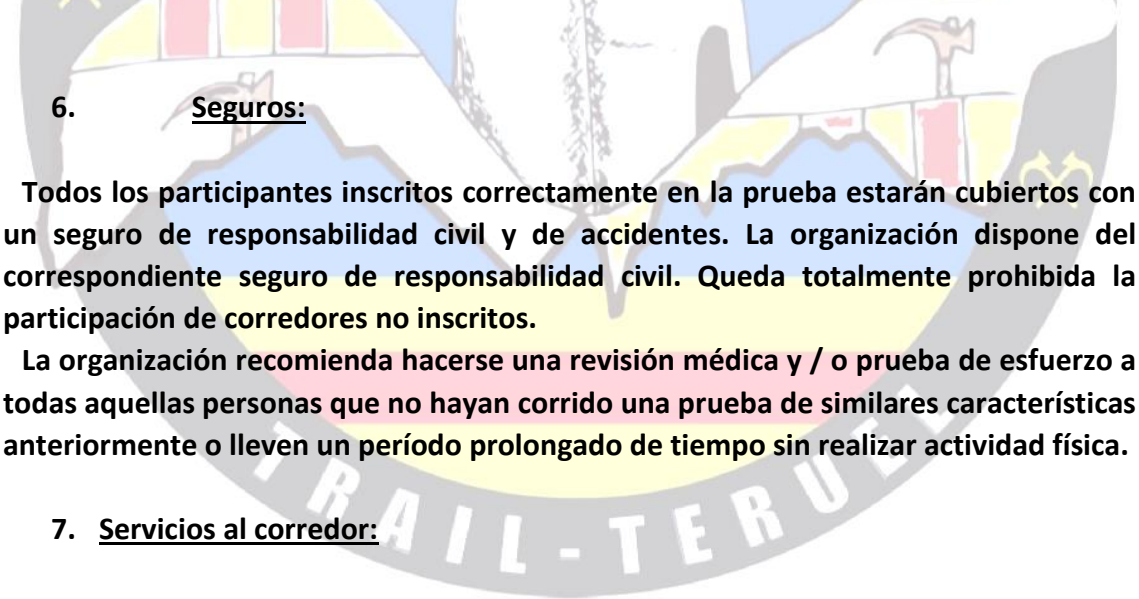 6. Seguros:
Todos los participantes inscritos correctamente en la prueba estarán cubiertos con
un seguro de responsabilidad civil y de accidentes. La organización dispone del
correspondiente seguro de responsabilidad civil. Queda totalmente prohibida la
participación de corredores no inscritos.
La organización recomienda hacerse una revisión médica y / o prueba de esfuerzo a
todas aquellas personas que no hayan corrido una prueba de similares características
anteriormente o lleven un período prolongado de tiempo sin realizar actividad física.
7. Servicios al corredor:
TRAIL - TERUEL